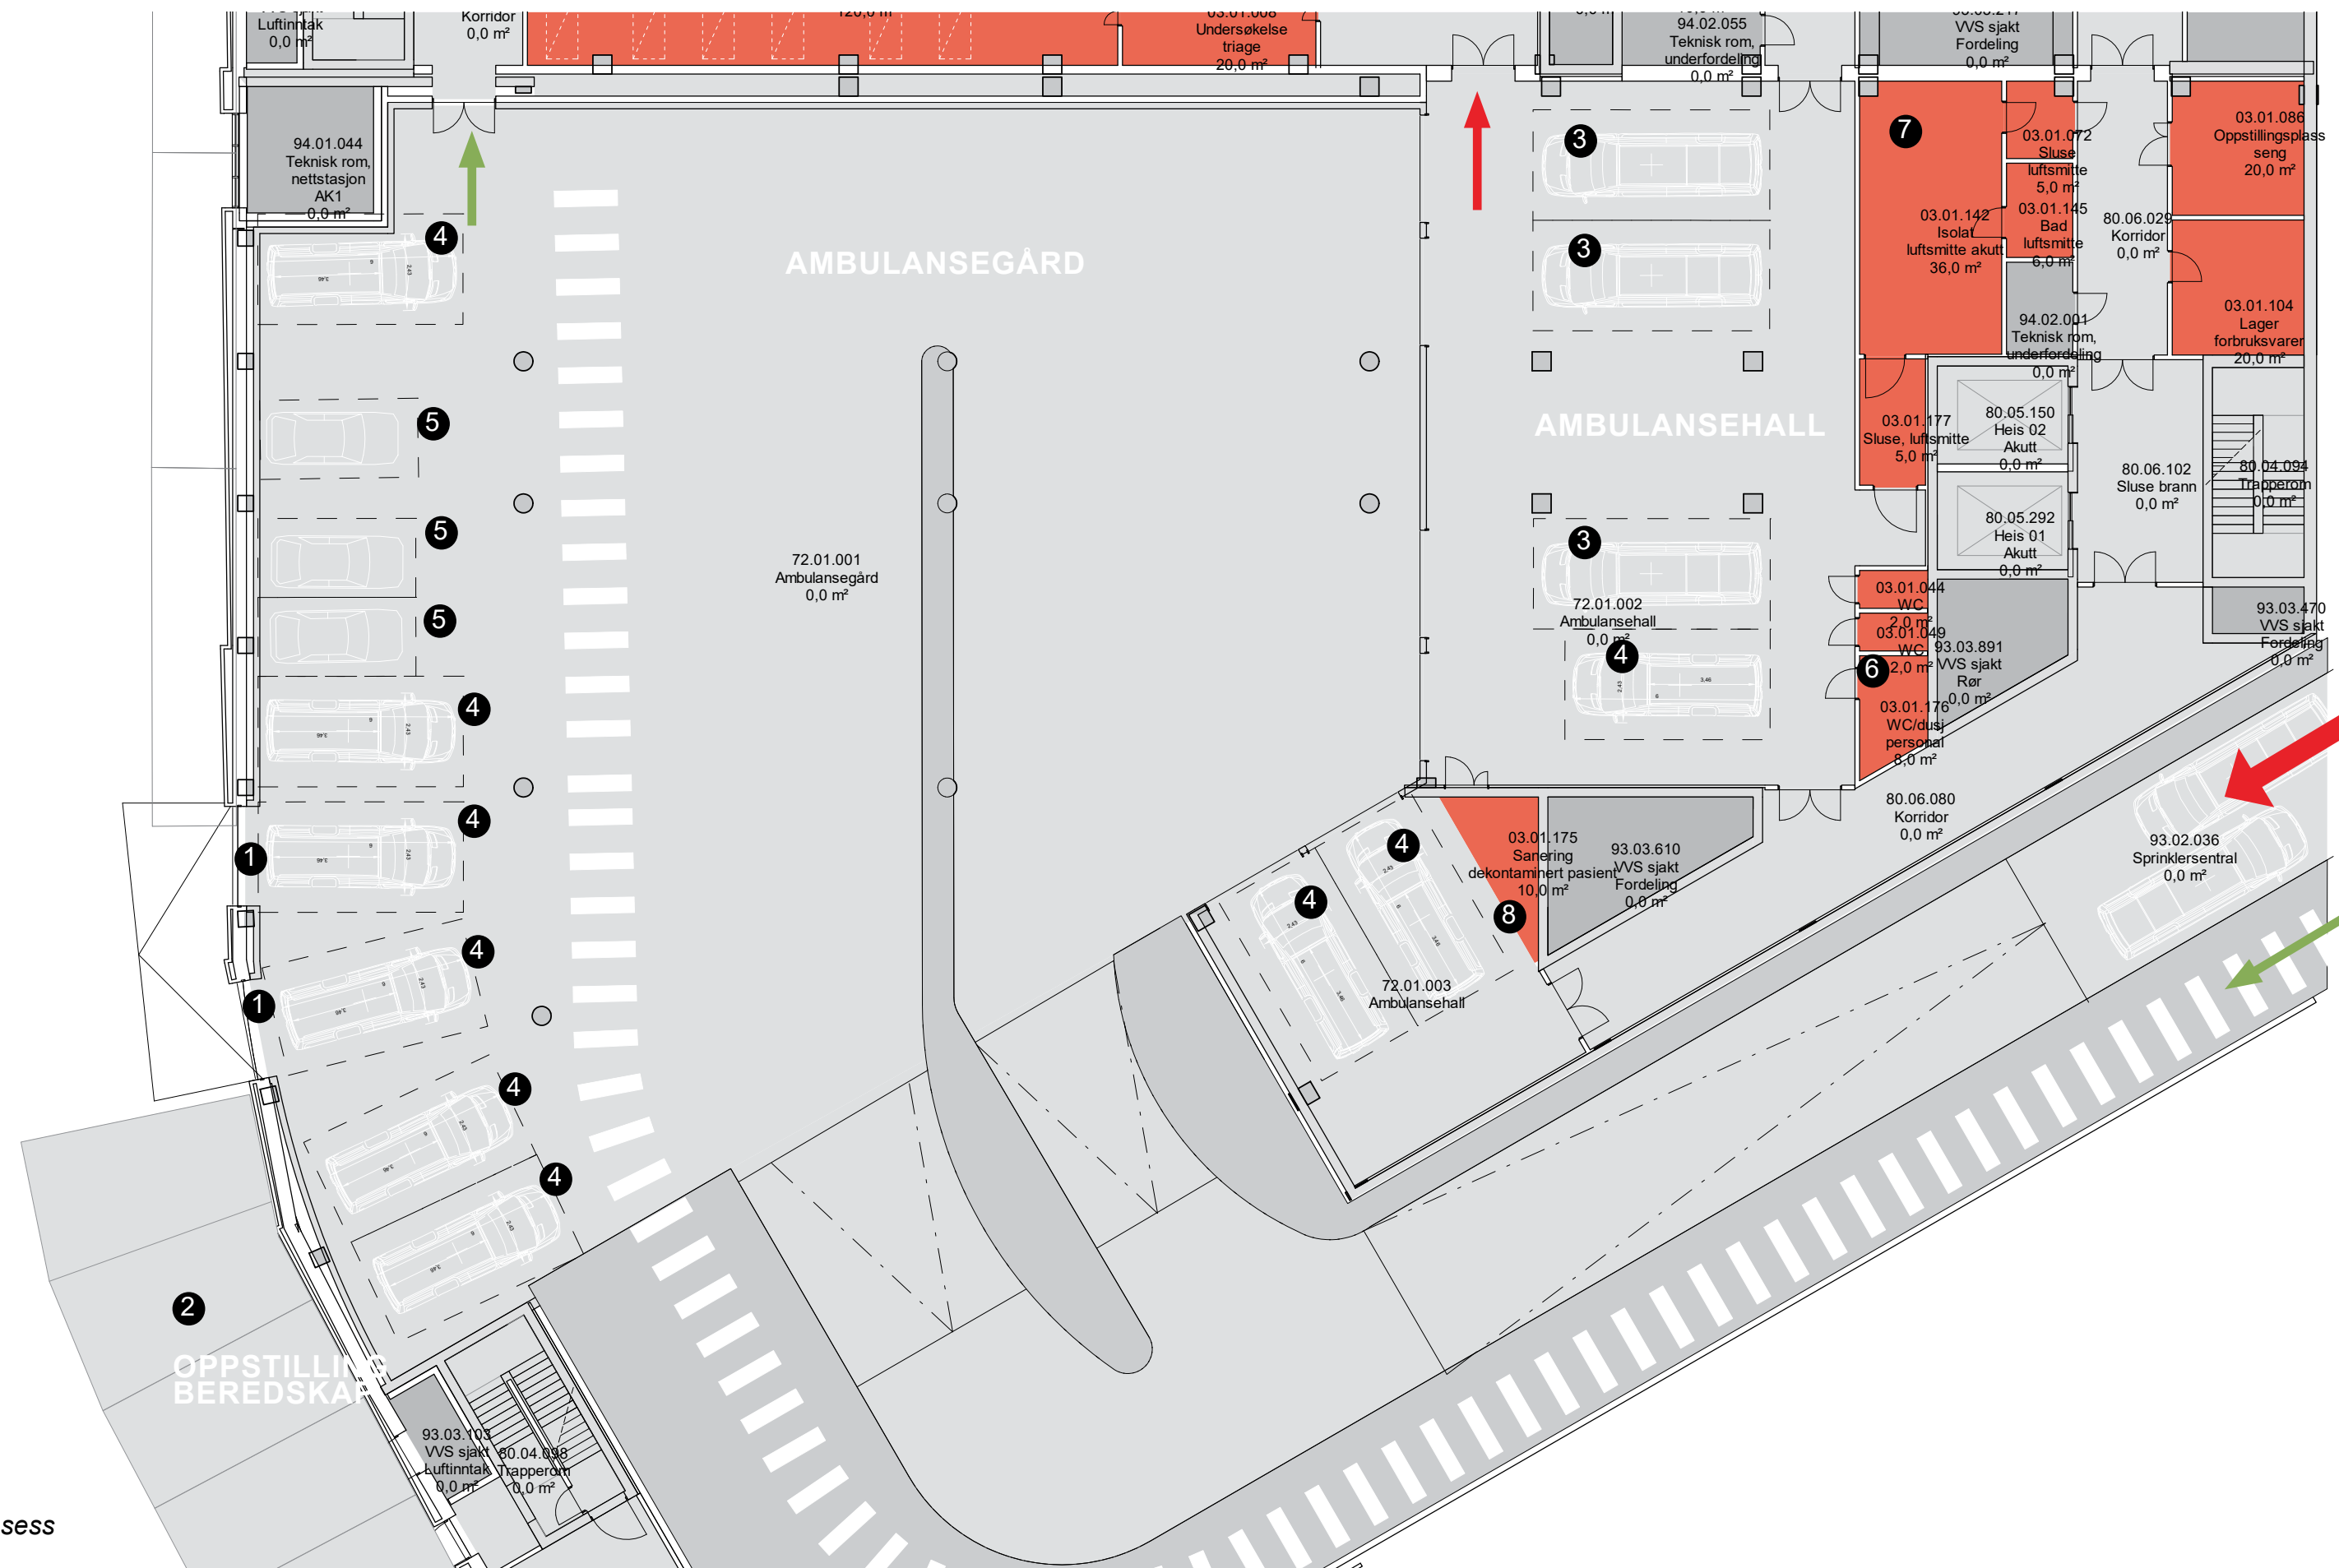 Luftinntak
0,0 m²
Korridor
0,0 m²
120,0 m
03.01.008
Undersøkelse
triage
20,0 m²
94.02.055
Teknisk rom,
underfordeling
0,0 m²
VVS sjakt
Fordeling
0,0 m²
94.01.044
Teknisk rom,
nettstasjon
AK1
0,0 m²
4
AMBULANSEGÅRD
3
3
7
03.01.072
Sluse
luftsmitte
5,0 m²
03.01.086
Oppstillingsplass
seng
20,0 m²
03.01.142
Isolat
luftsmitte akutt
36,0 m²
03.01.145
Bad
luftsmitte
6,0 m²
80.06.029
Korridor
0,0 m²
94.02.001
Teknisk rom,
underfordeling
0,0 m²
03.01.104
Lager
forbruksvarer
20,0 m²
5
5
5
AMBULANSEHALL
03.01.177
Sluse, luftsmitte
5,0 m²
80.05.150
Heis 02
Akutt
0,0 m²
80.06.102
Sluse brann
0,0 m²
80.04.094
Trapperom
0,0 m²
80.05.292
Heis 01
Akutt
0,0 m²
72.01.001
Ambulansegård
0,0 m²
3
72.01.002
Ambulansehall
0,0 m²
4
03.01.044
WC
2,0 m²
03.01.049
WC
2,0 m²
6
93.03.891
VVS sjakt
Rør
0,0 m²
93.03.470
VVS sjakt
Fordeling
0,0 m²
03.01.176
WC/dusj
personal
8,0 m²
4
4
1
4
1
4
4
80.06.080
Korridor
0,0 m²
93.02.036
Sprinklersentral
0,0 m²
03.01.175
Sanering
dekontaminert pasient
10,0 m²
93.03.610
VVS sjakt
Fordeling
0,0 m²
4
4
8
72.01.003
Ambulansehall
2
OPPSTILLING
BEREDSKAP
93.03.103
VVS sjakt
Luftinntak
0,0 m²
80.04.098
Trapperom
0,0 m²
sess